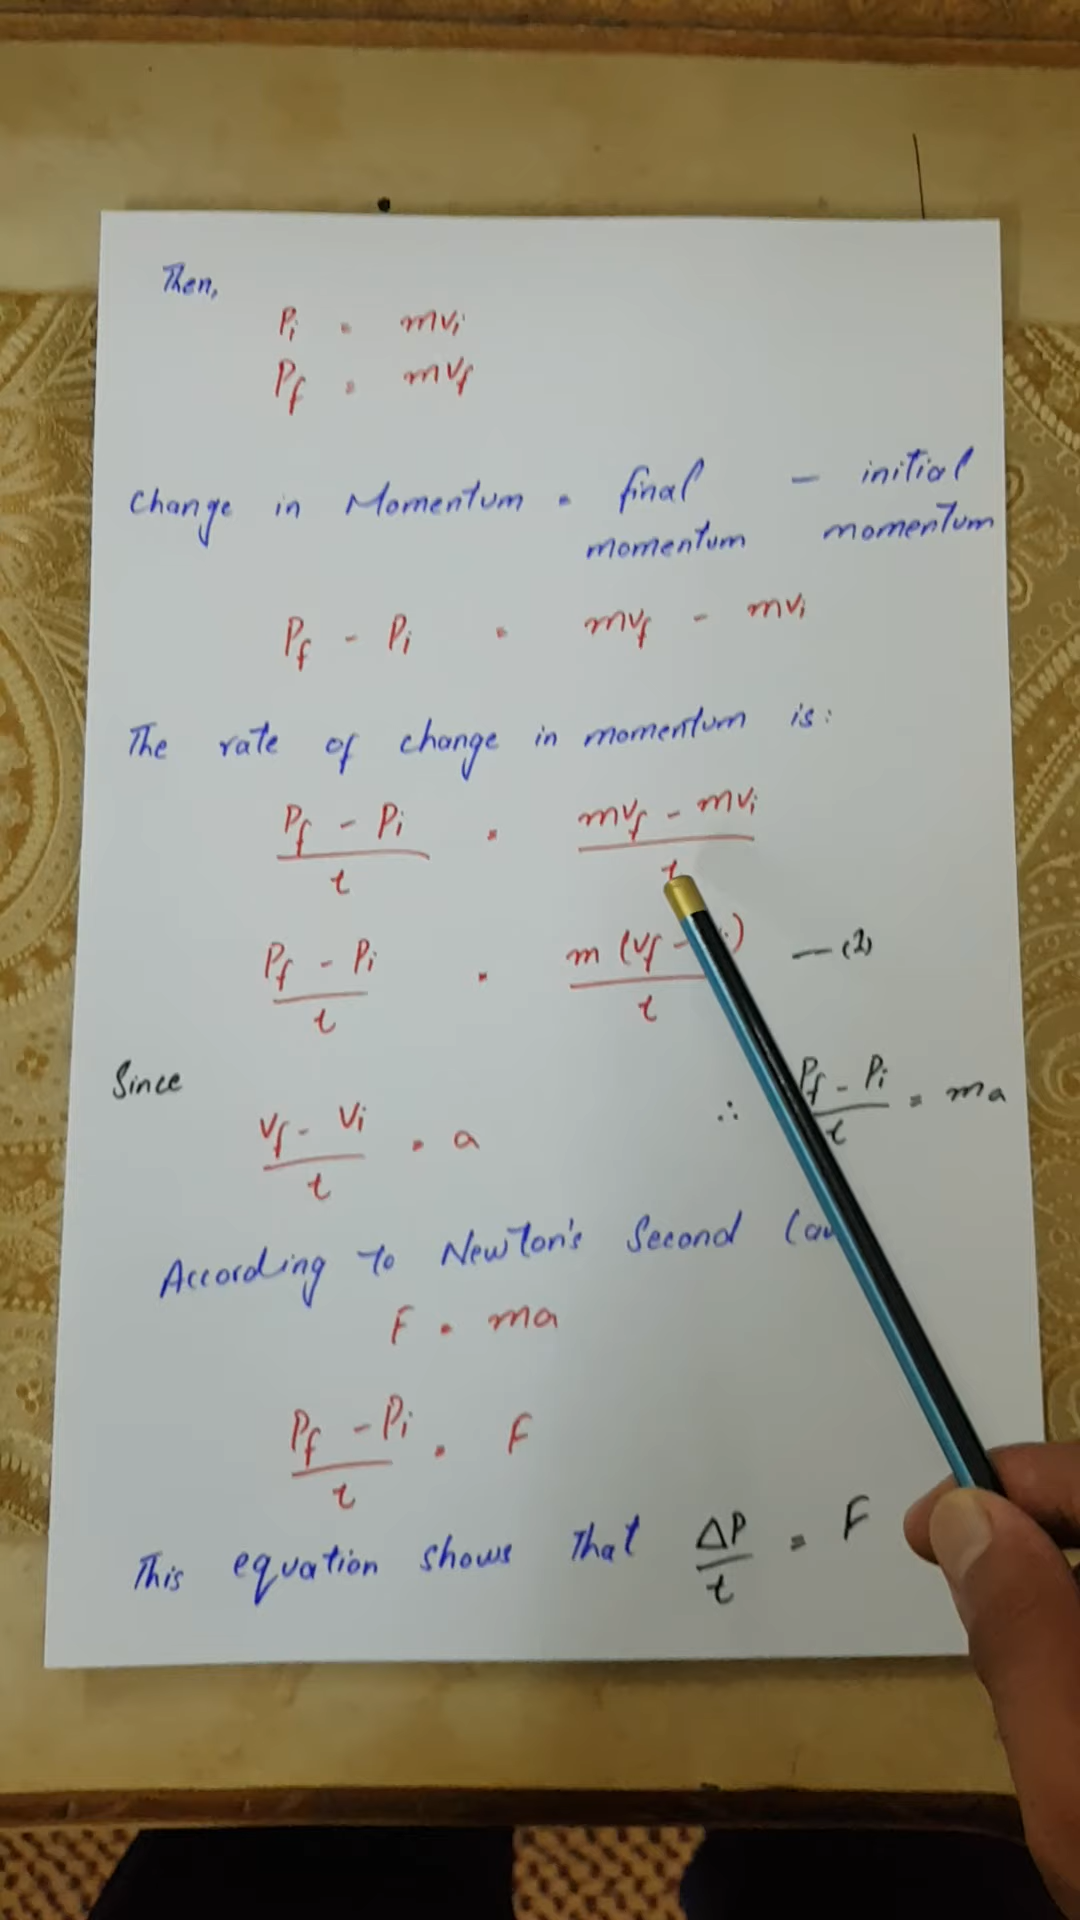 Then,
Pi = mvi
Pf = mvf
Change in Momentum = final momentum - initial momentum
Pf - Pi = mvf - mvi
The rate of change in momentum is:
Pf - Pi / t = mvf - mvi / t
Pf - Pi / t = m (vf - ) / t — (2)
Since
vf - vi / t = a ∴ Pf - Pi / t = ma
According to Newton's Second
F = ma
Pf - Pi / t = F
This equation shows that ΔP / t = F